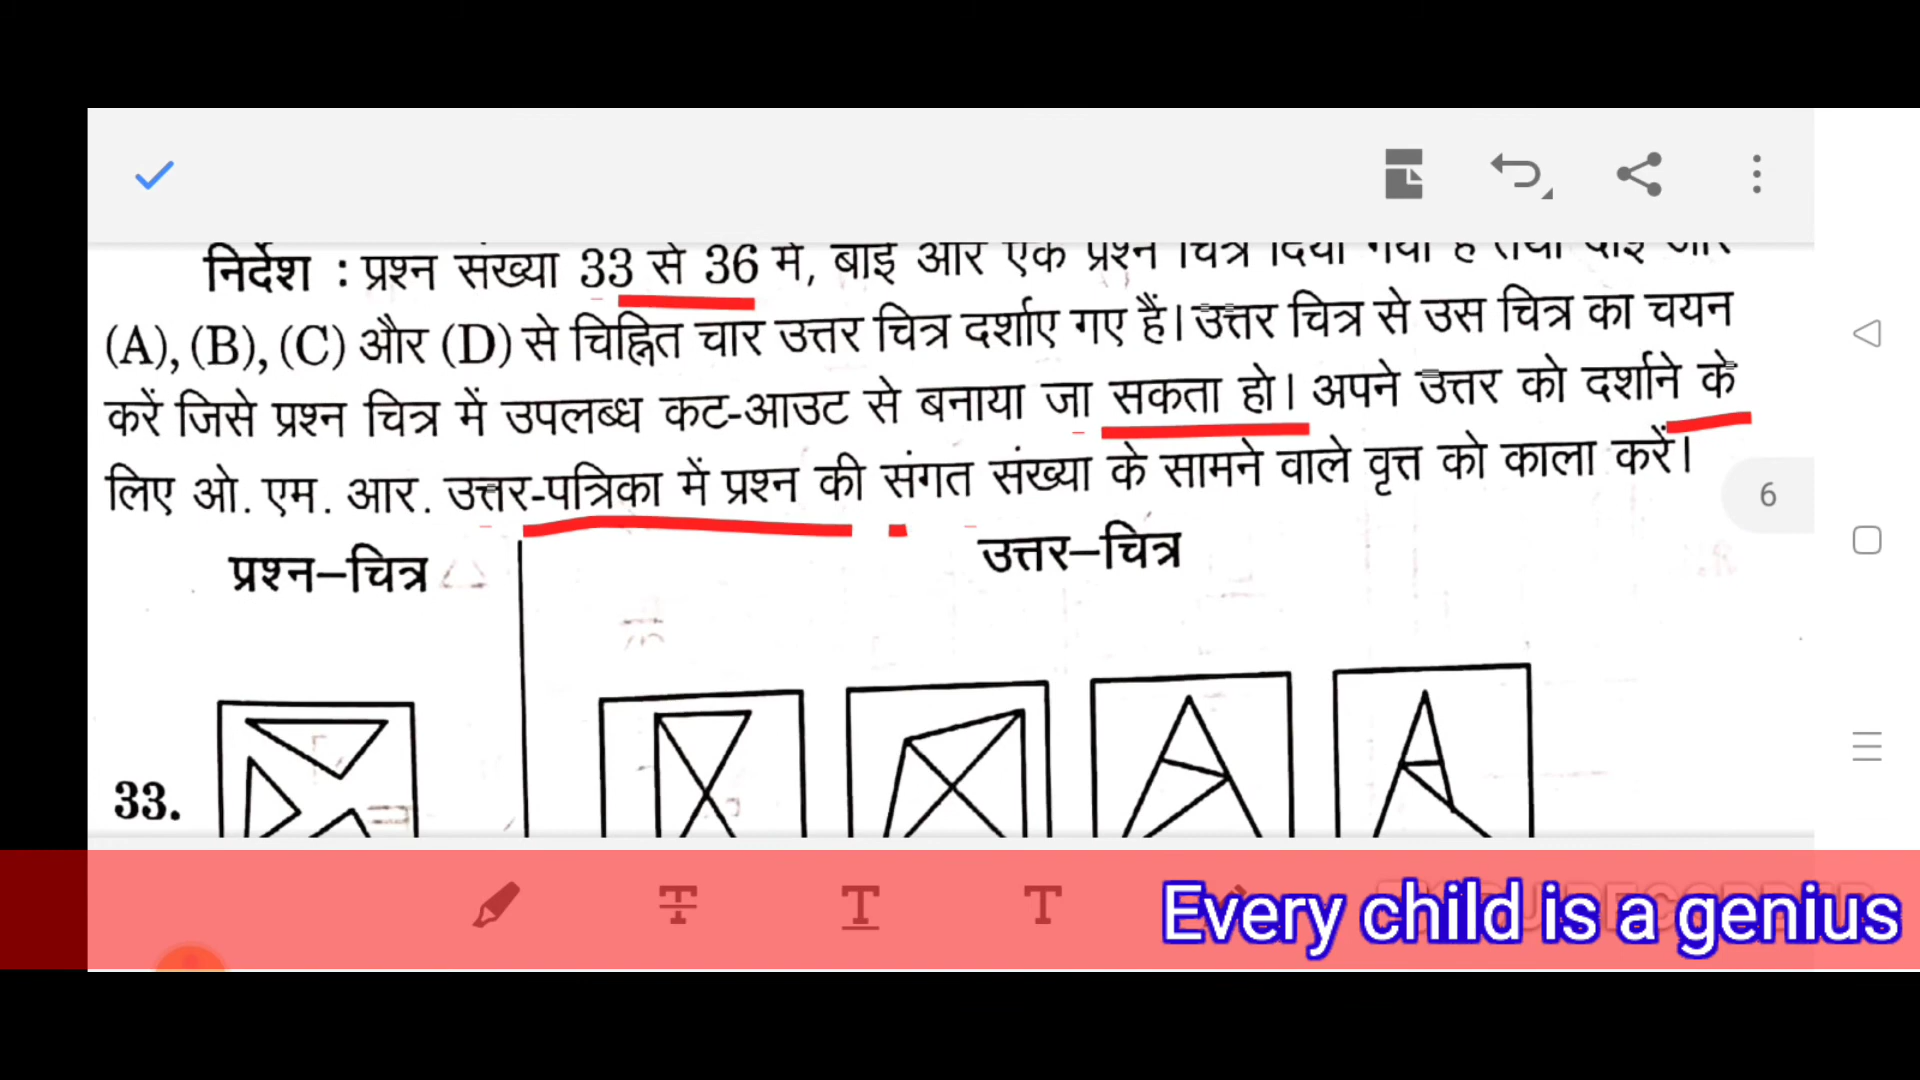 निर्देश : प्रश्न संख्या 33 से 36 में, बाईं ओर एक प्रश्न चित्र दिया गया है तथा दाईं ओर
(A), (B), (C) और (D) से चिह्नित चार उत्तर चित्र दर्शाए गए हैं। उत्तर चित्र से उस चित्र का चयन
करें जिसे प्रश्न चित्र में उपलब्ध कट-आउट से बनाया जा सकता हो। अपने उत्तर को दर्शाने के
लिए ओ. एम. आर. उत्तर-पत्रिका में प्रश्न की संगत संख्या के सामने वाले वृत्त को काला करें।
6
प्रश्न–चित्र
उत्तर–चित्र
33.
T T T
Every child is a genius